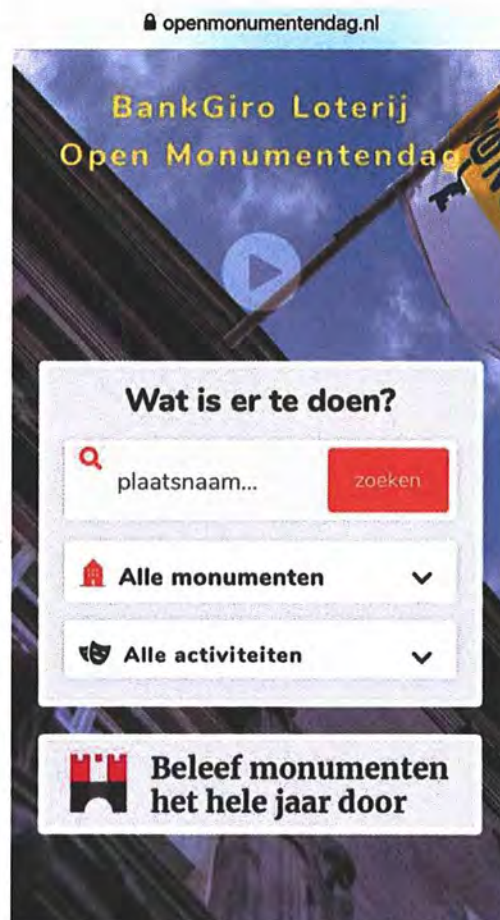 openmonumentendag.nl
BankGiro Loterij
Open Monumentendag
Wat is er te doen?
plaatsnaam...
zoeken
Alle monumenten
Alle activiteiten
Beleef monumenten
het hele jaar door